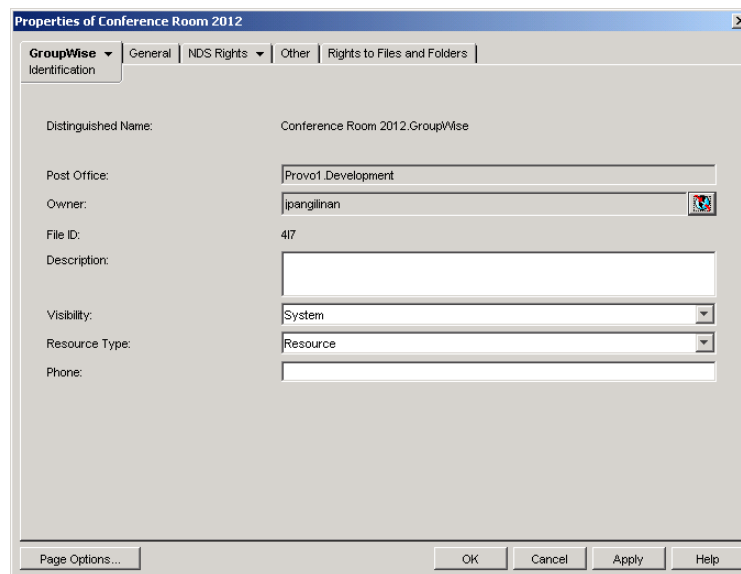 Properties of Conference Room 2012
GroupWise General NDS Rights Other Rights to Files and Folders
Identification
Distinguished Name: Conference Room 2012.GroupWise
Post Office: Provo1.Development
Owner: jpangilinan
File ID: 4I7
Description:
Visibility: System
Resource Type: Resource
Phone:
Page Options... OK Cancel Apply Help